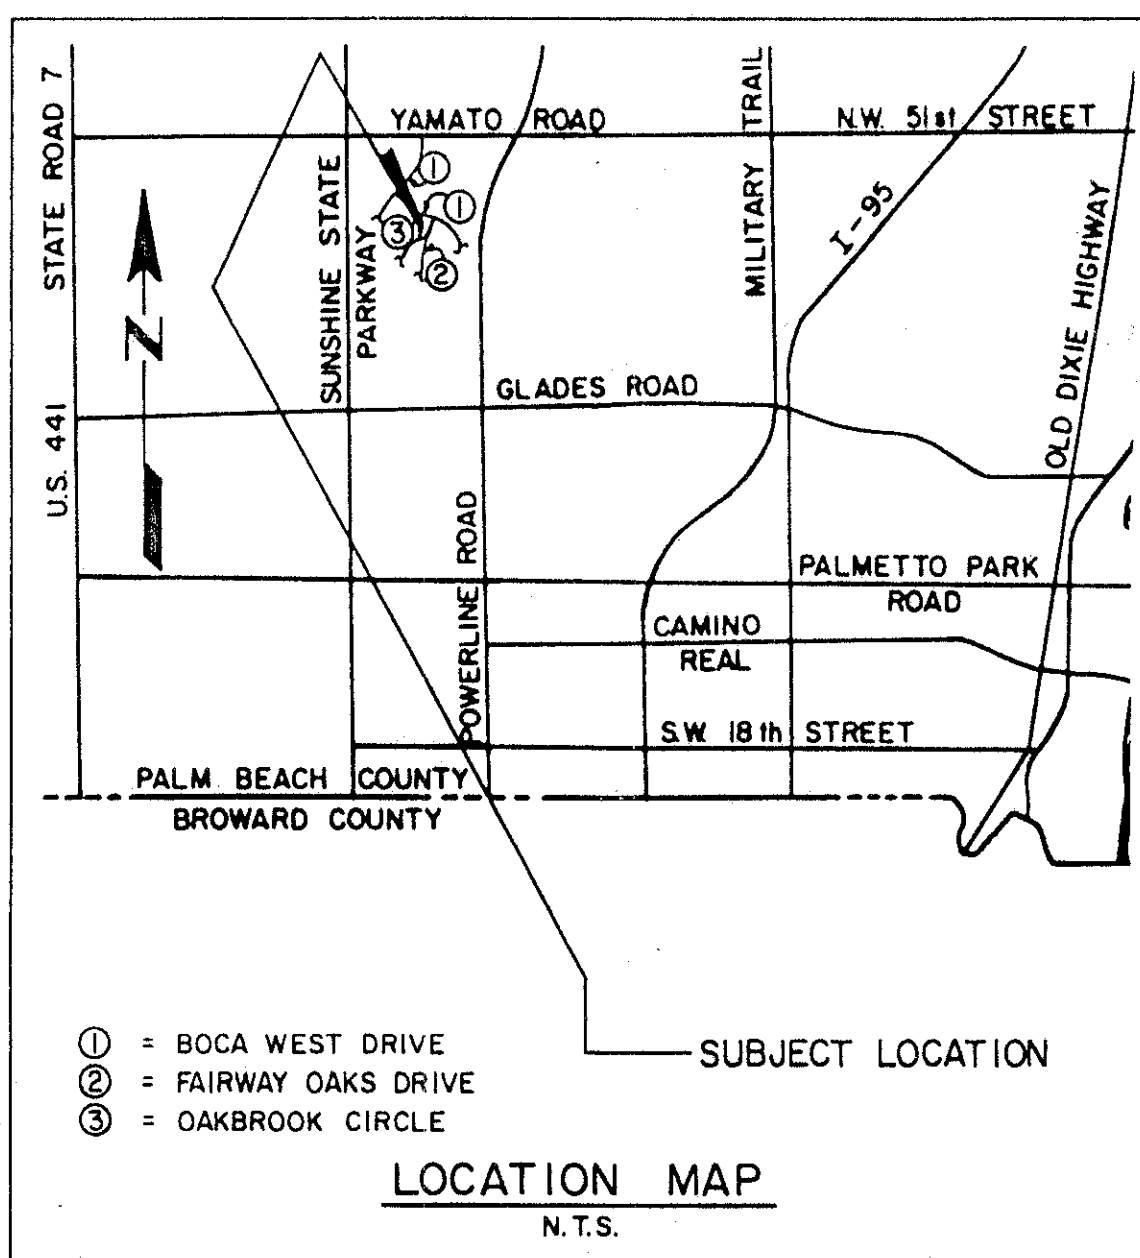 STATE ROAD 7
U.S. 441
YAMATO ROAD
N.W. 51st STREET
MILITARY TRAIL
I-95
OLD DIXIE HIGHWAY
SUNSHINE STATE
PARKWAY
1
1
3
2
N
GLADES ROAD
POWERLINE ROAD
PALMETTO PARK
ROAD
CAMINO
REAL
S.W. 18th STREET
PALM BEACH COUNTY
BROWARD COUNTY
1 = BOCA WEST DRIVE
2 = FAIRWAY OAKS DRIVE
3 = OAKBROOK CIRCLE
SUBJECT LOCATION
LOCATION MAP
N.T.S.